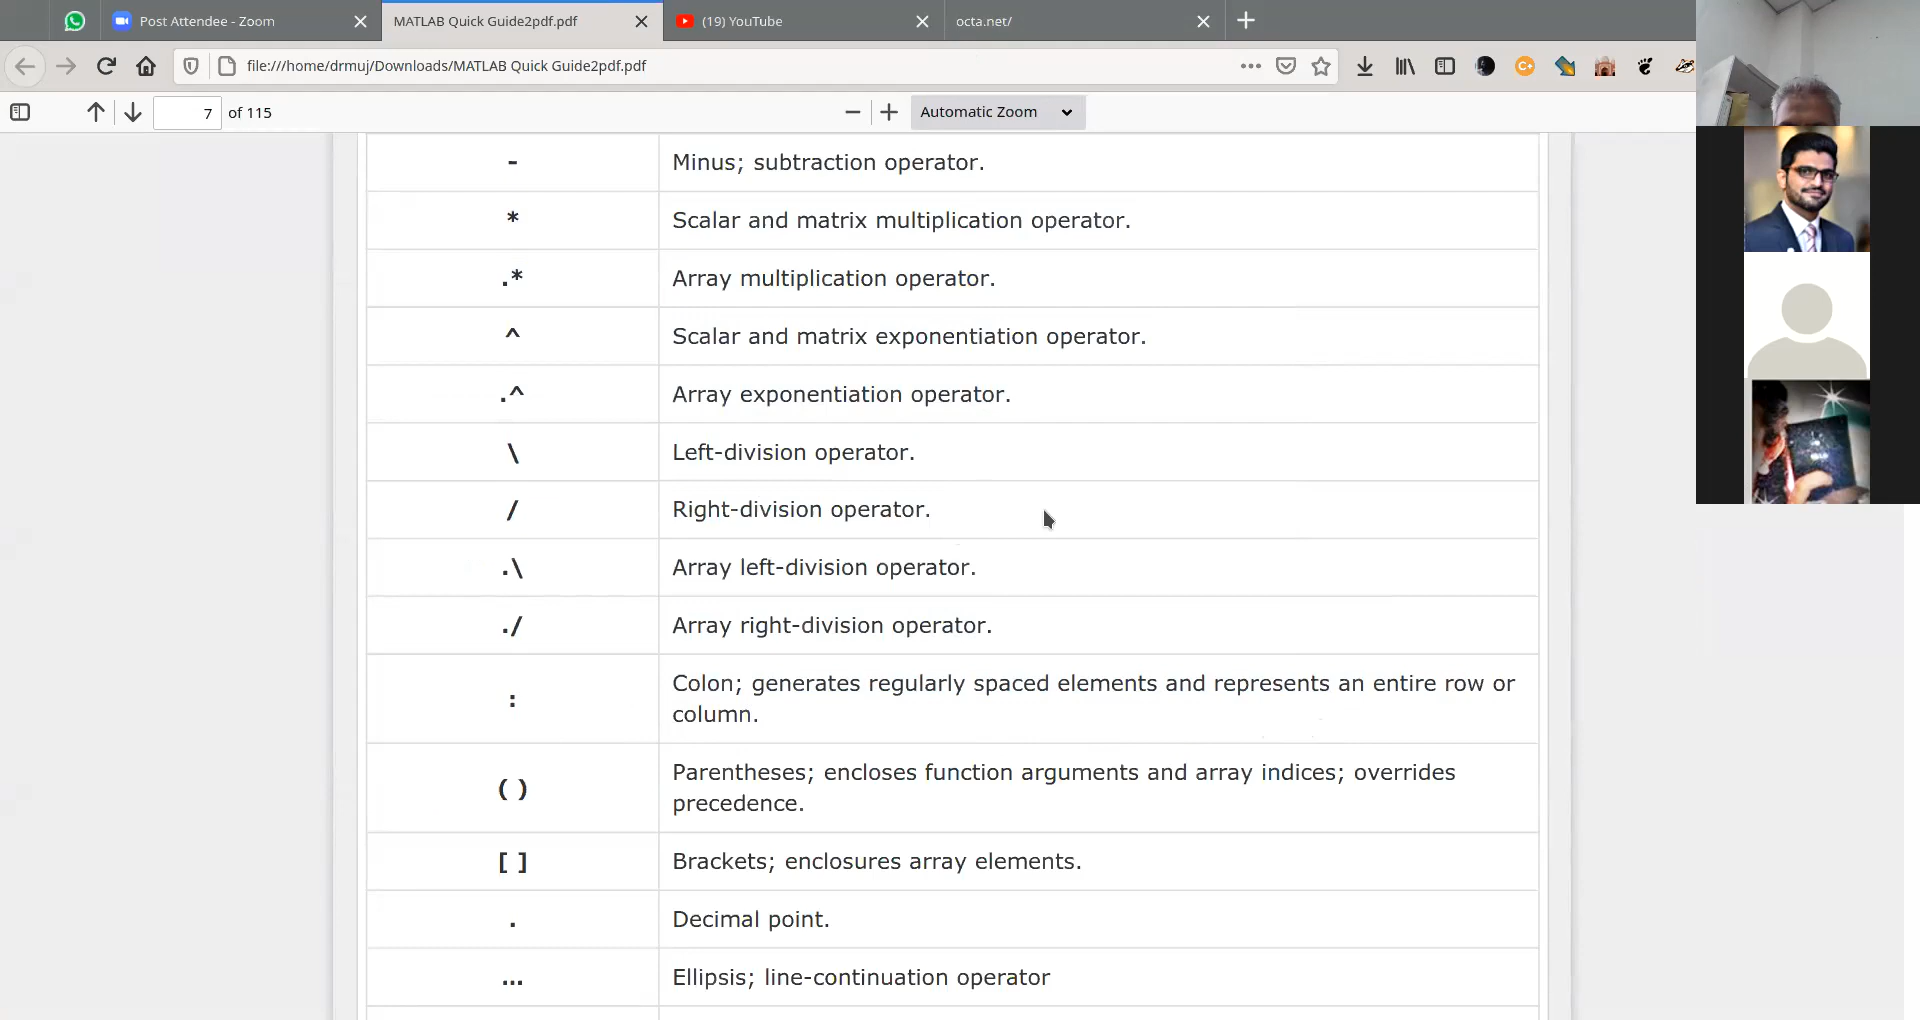 Post Attendee - Zoom
MATLAB Quick Guide2pdf.pdf
(19) YouTube
octa.net/
file:///home/drmuj/Downloads/MATLAB Quick Guide2pdf.pdf
7 of 115
Automatic Zoom
- Minus; subtraction operator.
* Scalar and matrix multiplication operator.
.* Array multiplication operator.
^ Scalar and matrix exponentiation operator.
.^ Array exponentiation operator.
\ Left-division operator.
/ Right-division operator.
.\ Array left-division operator.
./ Array right-division operator.
: Colon; generates regularly spaced elements and represents an entire row or
column.
( ) Parentheses; encloses function arguments and array indices; overrides
precedence.
[ ] Brackets; enclosures array elements.
. Decimal point.
… Ellipsis; line-continuation operator